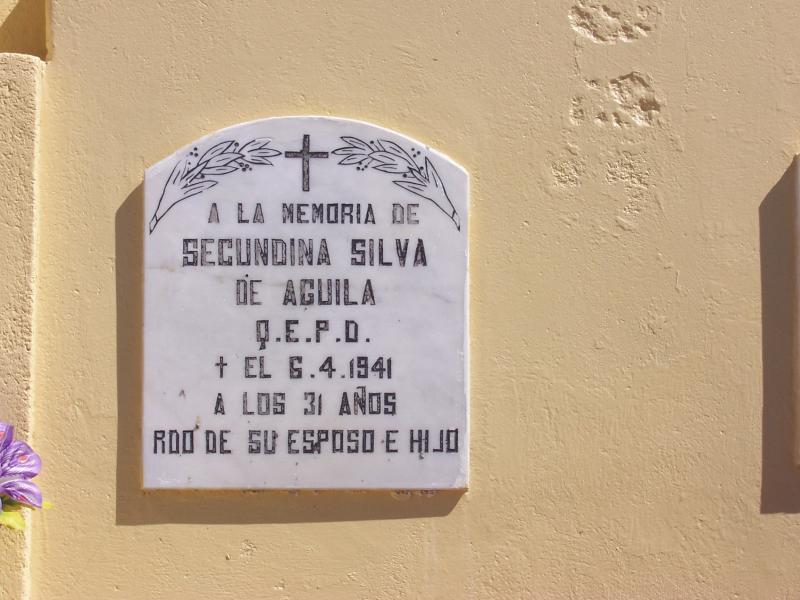 A LA MEMORIA DE
SECUNDINA SILVA
DE AGUILA
Q.E.P.D.
† EL 6.4.1941
A LOS 31 AÑOS
RDO DE SU ESPOSO E HIJO